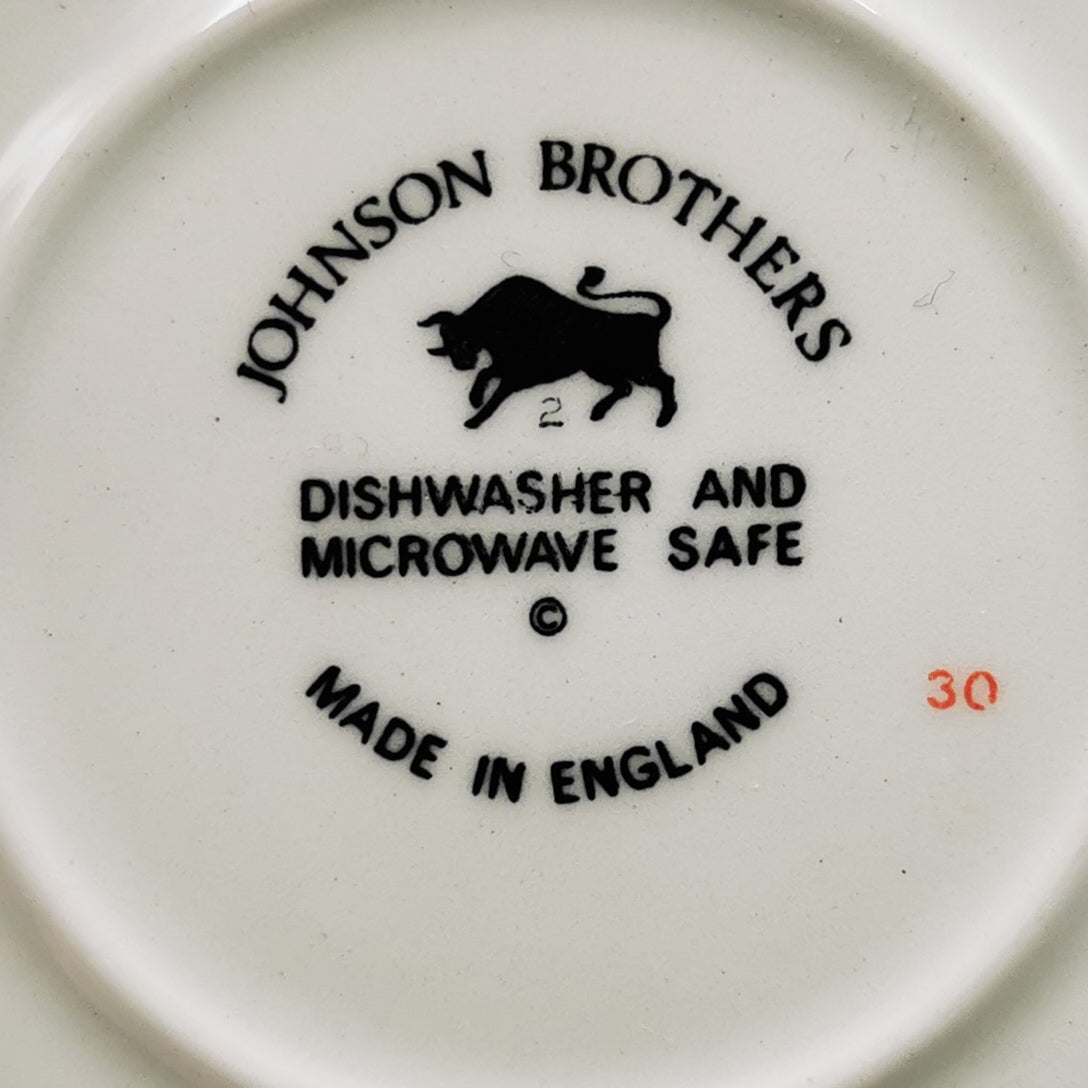 JOHNSON BROTHERS
2
DISHWASHER AND
MICROWAVE SAFE
©
30
MADE IN ENGLAND